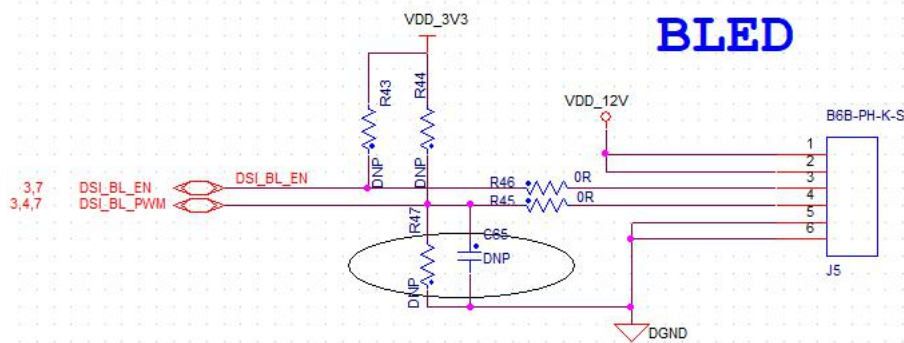 BLED
VDD_3V3
R43
R44
DNP
DNP
VDD_12V
B6B-PH-K-S
1
2
3
4
5
6
3,7 DSI_BL_EN DSI_BL_EN R46 0R
3,4,7 DSI_BL_PWM R45 0R
R47
C65
DNP
DNP
J5
DGND